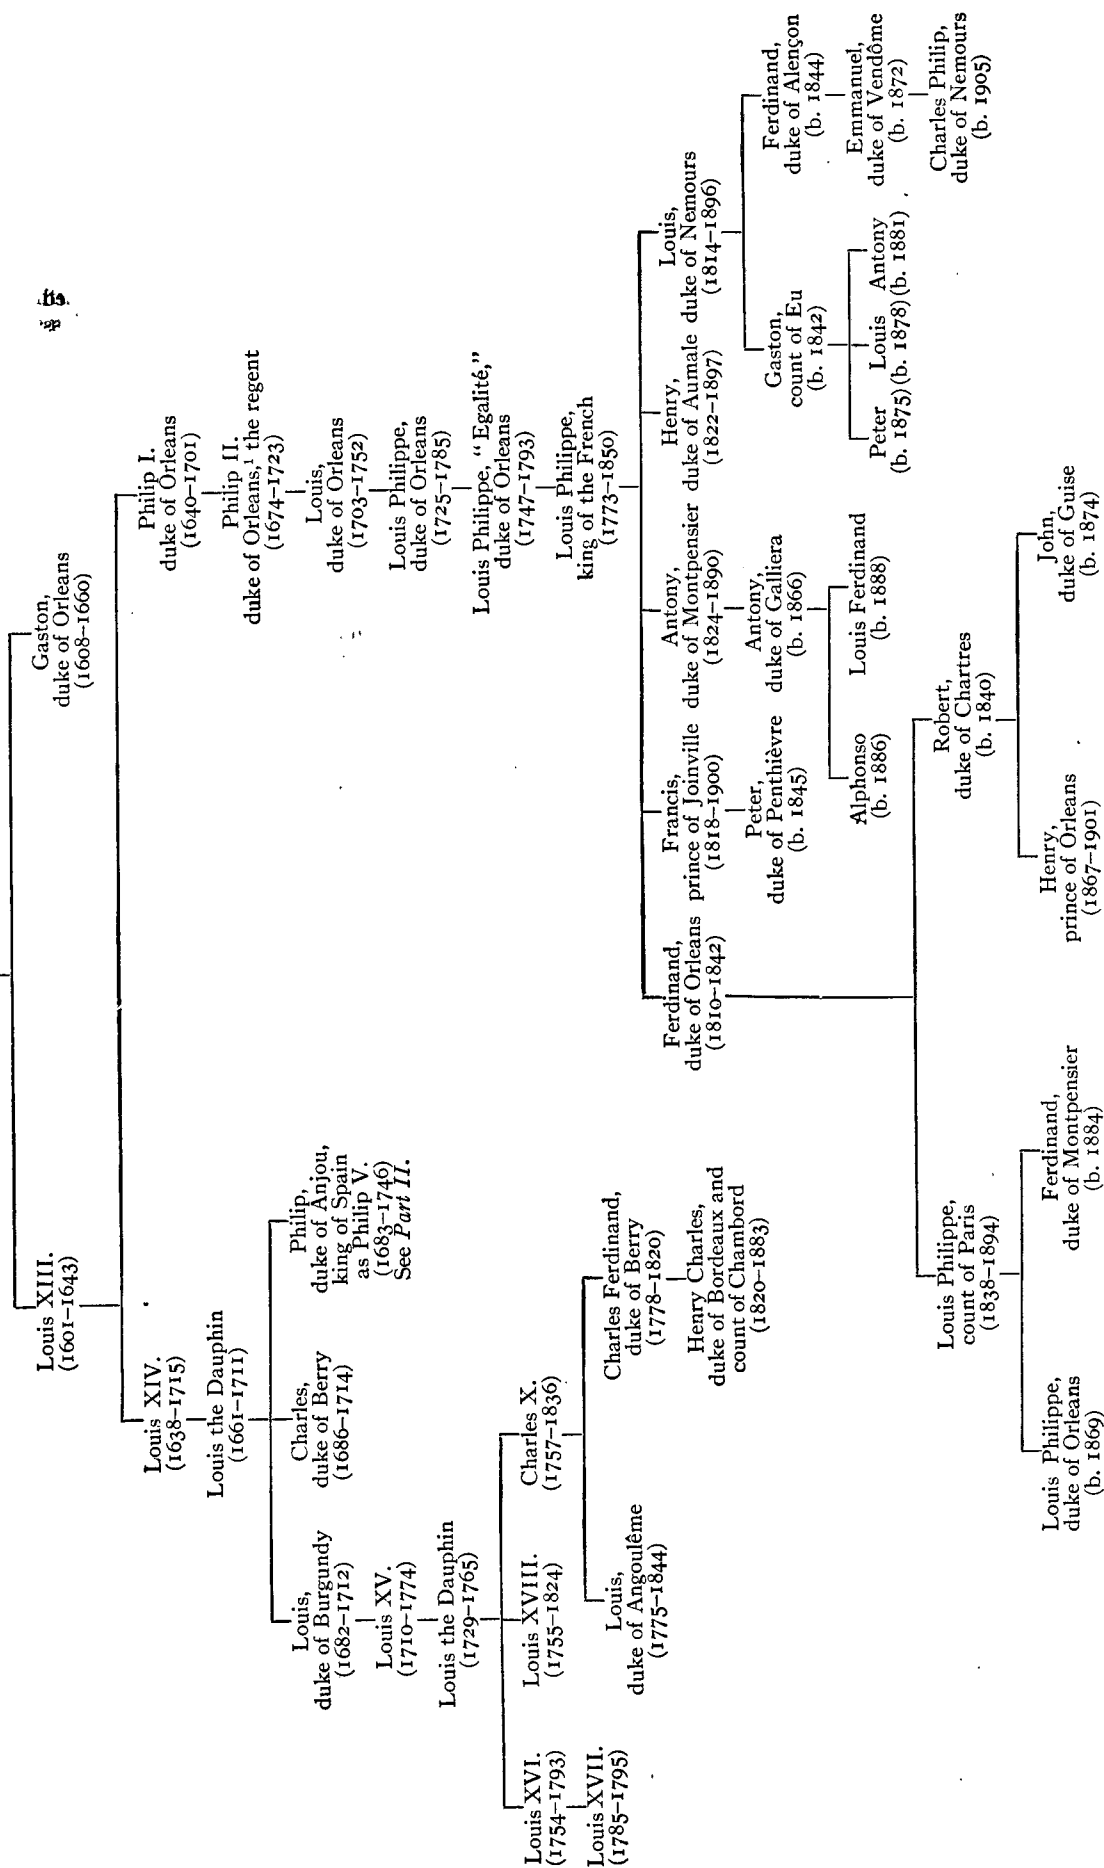 Gaston,
duke of Orleans
(1608–1660)
Louis XIII.
(1601–1643)
Philip I.
duke of Orleans
(1640–1701)
Louis XIV.
(1638–1715)
Philip II.
duke of Orleans,¹ the regent
(1674–1723)
Louis the Dauphin
(1661–1711)
Louis,
duke of Orleans
(1703–1752)
Louis,
duke of Burgundy
(1682–1712)
Charles,
duke of Berry
(1686–1714)
Philip,
duke of Anjou,
king of Spain
as Philip V.
(1683–1746)
See Part II.
Louis Philippe,
duke of Orleans
(1725–1785)
Louis XV.
(1710–1774)
Louis Philippe, “ Egalité,”
duke of Orleans
(1747–1793)
Louis the Dauphin
(1729–1765)
Louis Philippe,
king of the French
(1773–1850)
Louis XVI.
(1754–1793)
Louis XVIII.
(1755–1824)
Charles X.
(1757–1836)
Louis XVII.
(1785–1795)
Louis,
duke of Angoulême
(1775–1844)
Charles Ferdinand,
duke of Berry
(1778–1820)
Henry Charles,
duke of Bordeaux and
count of Chambord
(1820–1883)
Ferdinand,
duke of Orleans
(1810–1842)
Francis,
prince of Joinville
(1818–1900)
Antony,
duke of Montpensier
(1824–1890)
Henry,
duke of Aumale
(1822–1897)
Louis,
duke of Nemours
(1814–1896)
Peter,
duke of Penthièvre
(b. 1845)
Antony,
duke of Galliera
(b. 1866)
Gaston,
count of Eu
(b. 1842)
Ferdinand,
duke of Alençon
(b. 1844)
Alphonso
(b. 1886)
Louis Ferdinand
(b. 1888)
Peter
(b. 1875)
Louis
(b. 1878)
Antony
(b. 1881)
Emmanuel,
duke of Vendôme
(b. 1872)
Charles Philip,
duke of Nemours
(b. 1905)
Louis Philippe,
count of Paris
(1838–1894)
Robert,
duke of Chartres
(b. 1840)
Louis Philippe,
duke of Orleans
(b. 1869)
Ferdinand,
duke of Montpensier
(b. 1884)
Henry,
prince of Orleans
(1867–1901)
John,
duke of Guise
(b. 1874)